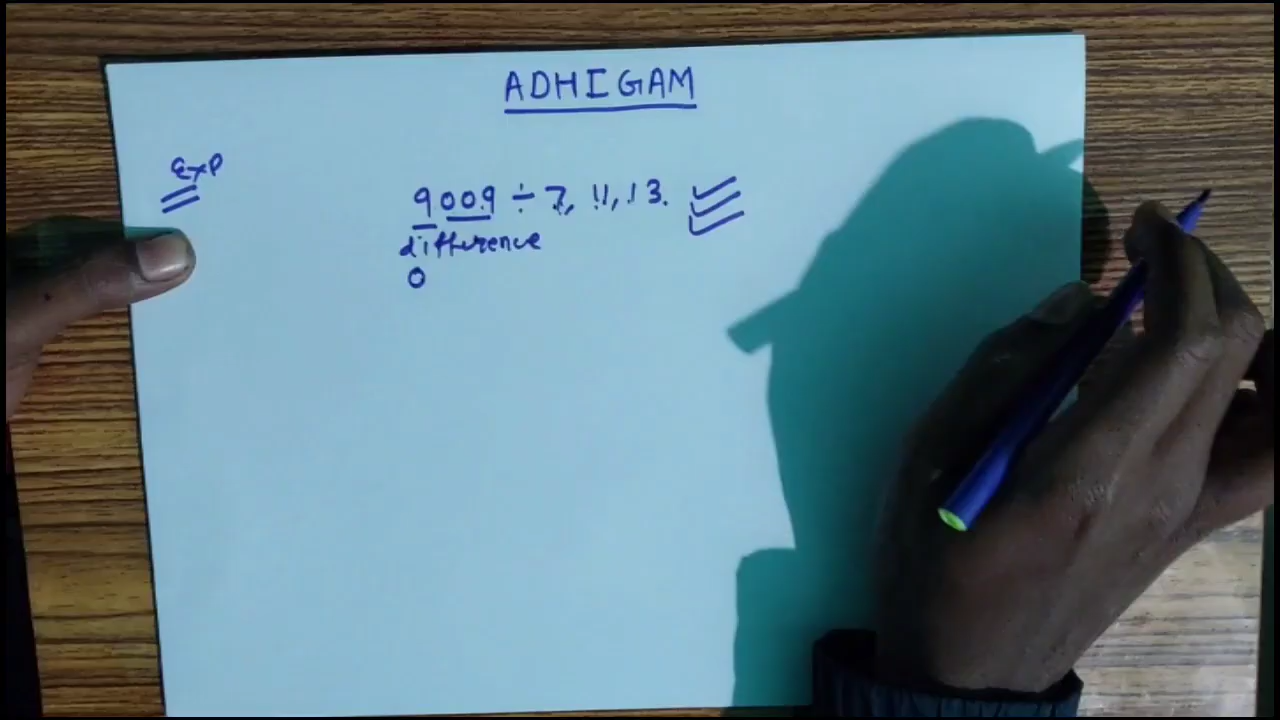 ADHIGAM
Exp
9009 ÷ 7, 11, 13.
difference
0